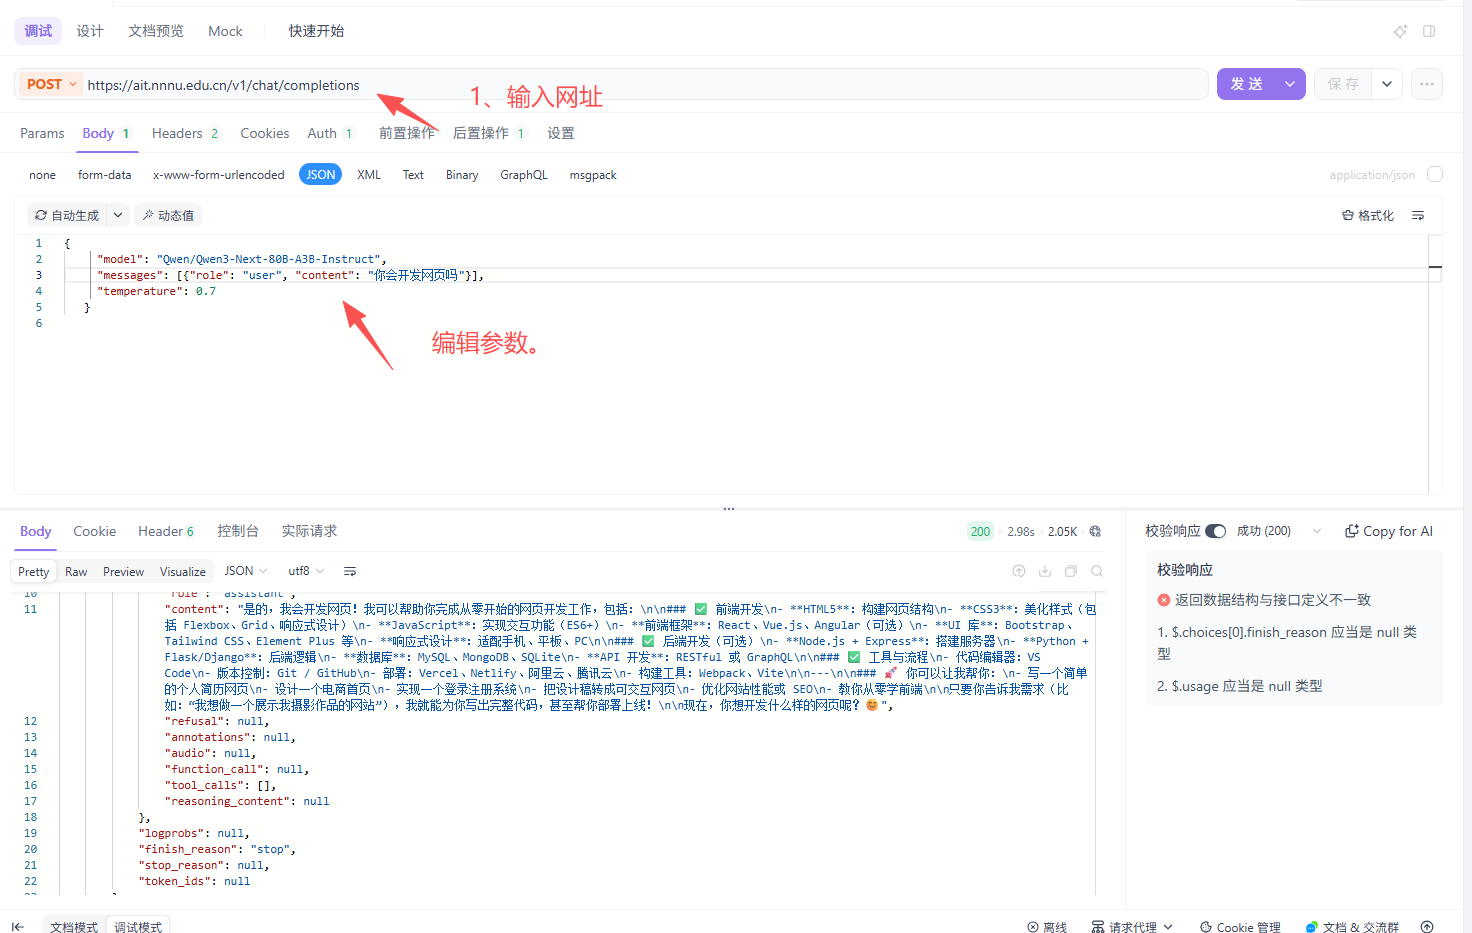 调试 设计 文档预览 Mock 快速开始
POST https://ait.nnnu.edu.cn/v1/chat/completions 发 送 保 存
1、输入网址
Params Body 1 Headers 2 Cookies Auth 1 前置操作 后置操作 1 设置
none form-data x-www-form-urlencoded JSON XML Text Binary GraphQL msgpack application/json
自动生成 动态值 格式化
1 {
2 "model": "Qwen/Qwen3-Next-80B-A3B-Instruct",
3 "messages": [{"role": "user", "content": "你会开发网页吗"}],
4 "temperature": 0.7
5 }
6
编辑参数。
Body Cookie Header 6 控制台 实际请求 200 2.98s 2.05K
Pretty Raw Preview Visualize JSON utf8
10 "role": "assistant",
11 "content": "是的，我会开发网页！我可以帮助你完成从零开始的网页开发工作，包括：\n\n### ✅ 前端开发\n- **HTML5**：构建网页结构\n- **CSS3**：美化样式（包
括 Flexbox、Grid、响应式设计）\n- **JavaScript**：实现交互功能（ES6+）\n- **前端框架**：React、Vue.js、Angular（可选）\n- **UI 库**：Bootstrap、
Tailwind CSS、Element Plus 等\n- **响应式设计**：适配手机、平板、PC\n\n### ✅ 后端开发（可选）\n- **Node.js + Express**：搭建服务器\n- **Python +
Flask/Django**：后端逻辑\n- **数据库**：MySQL、MongoDB、SQLite\n- **API 开发**：RESTful 或 GraphQL\n\n### ✅ 工具与流程\n- 代码编辑器：VS
Code\n- 版本控制：Git / GitHub\n- 部署：Vercel、Netlify、阿里云、腾讯云\n- 构建工具：Webpack、Vite\n\n---\n\n### 🚀 你可以让我帮你：\n- 写一个简单
的个人简历网页\n- 设计一个电商首页\n- 实现一个登录注册系统\n- 把设计稿转成可交互网页\n- 优化网站性能或 SEO\n- 教你从零学前端\n\n只要你告诉我需求（比
如：“我想做一个展示我摄影作品的网站”），我就能为你写出完整代码，甚至帮你部署上线！\n\n现在，你想开发什么样的网页呢？😊",
12 "refusal": null,
13 "annotations": null,
14 "audio": null,
15 "function_call": null,
16 "tool_calls": [],
17 "reasoning_content": null
18 },
19 "logprobs": null,
20 "finish_reason": "stop",
21 "stop_reason": null,
22 "token_ids": null
校验响应 成功 (200) Copy for AI
校验响应
返回数据结构与接口定义不一致
1. $.choices[0].finish_reason 应当是 null 类
型
2. $.usage 应当是 null 类型
文档模式 调试模式 离线 请求代理 Cookie 管理 文档 & 交流群